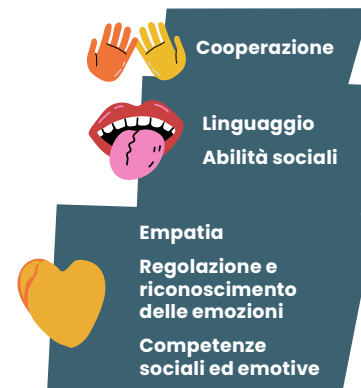 Cooperazione
Linguaggio
Abilità sociali
Empatia
Regolazione e
riconoscimento
delle emozioni
Competenze
sociali ed emotive